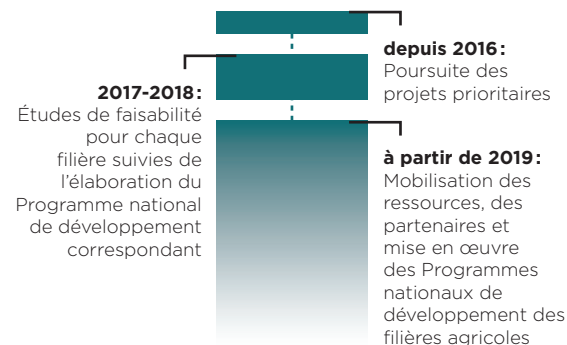 depuis 2016 :
Poursuite des
projets prioritaires
2017-2018 :
Études de faisabilité
pour chaque
filière suivies de
l’élaboration du
Programme national
de développement
correspondant
à partir de 2019 :
Mobilisation des
ressources, des
partenaires et
mise en œuvre
des Programmes
nationaux de
développement des
filières agricoles